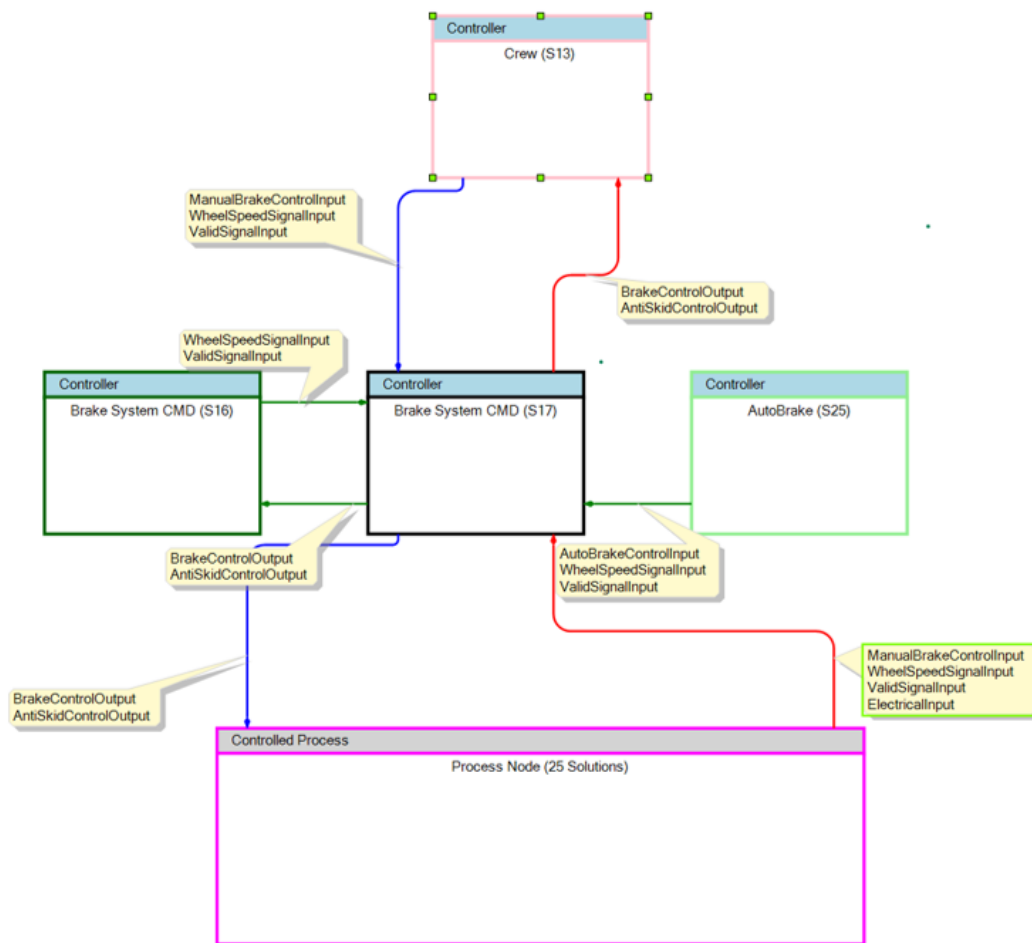 Controller
Crew (S13)
ManualBrakeControlInput
WheelSpeedSignalInput
ValidSignalInput
BrakeControlOutput
AntiSkidControlOutput
WheelSpeedSignalInput
ValidSignalInput
Controller
Brake System CMD (S16)
Controller
Brake System CMD (S17)
Controller
AutoBrake (S25)
BrakeControlOutput
AntiSkidControlOutput
AutoBrakeControlInput
WheelSpeedSignalInput
ValidSignalInput
ManualBrakeControlInput
WheelSpeedSignalInput
ValidSignalInput
ElectricalInput
BrakeControlOutput
AntiSkidControlOutput
Controlled Process
Process Node (25 Solutions)